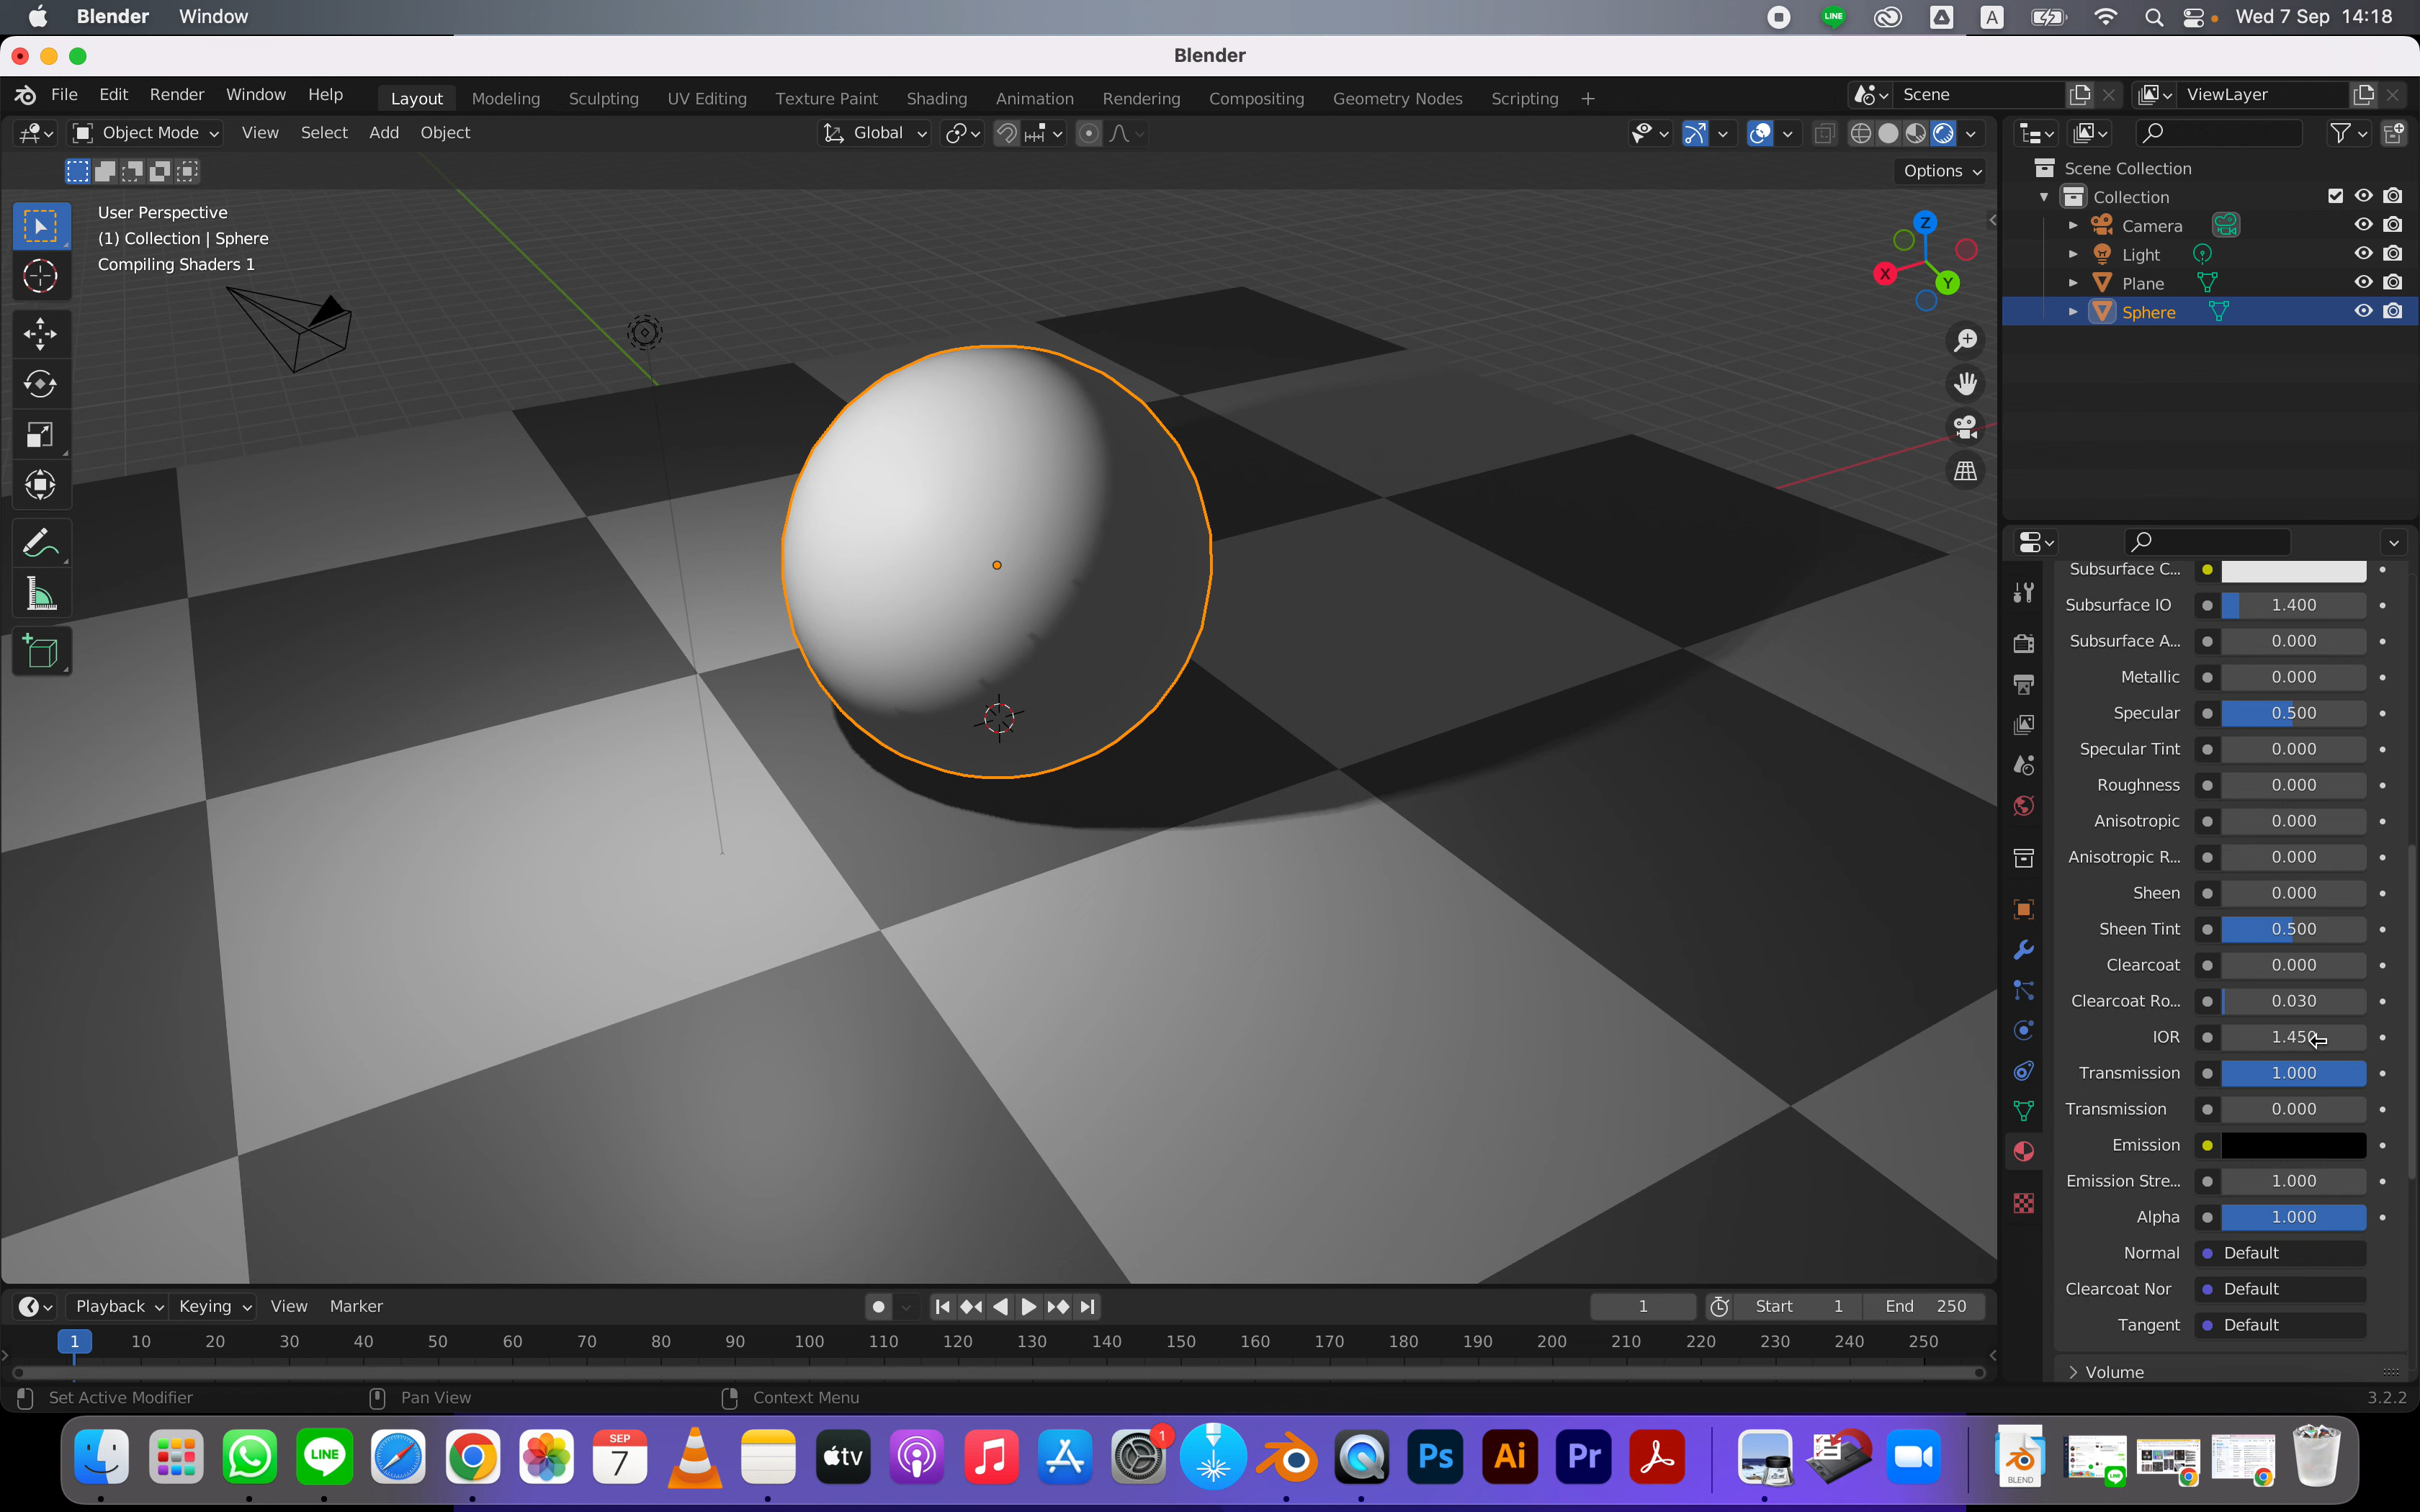 Blender Window
LINE A Wed 7 Sep 14:18
Blender
File Edit Render Window Help
Layout Modeling Sculpting UV Editing Texture Paint Shading Animation Rendering Compositing Geometry Nodes Scripting +
Scene ViewLayer
Object Mode View Select Add Object
Global
Options
User Perspective
(1) Collection | Sphere
Compiling Shaders 1
X Y Z
Scene Collection
Collection
Camera
Light
Plane
Sphere
Subsurface C...
Subsurface IO 1.400
Subsurface A... 0.000
Metallic 0.000
Specular 0.500
Specular Tint 0.000
Roughness 0.000
Anisotropic 0.000
Anisotropic R... 0.000
Sheen 0.000
Sheen Tint 0.500
Clearcoat 0.000
Clearcoat Ro... 0.030
IOR 1.450
Transmission 1.000
Transmission 0.000
Emission
Emission Stre... 1.000
Alpha 1.000
Normal Default
Clearcoat Nor Default
Tangent Default
Volume
Playback Keying View Marker
1 Start 1 End 250
1 10 20 30 40 50 60 70 80 90 100 110 120 130 140 150 160 170 180 190 200 210 220 230 240 250
Set Active Modifier Pan View Context Menu 3.2.2
LINE SEP 7 tv 1 Ps Ai Pr BLEND